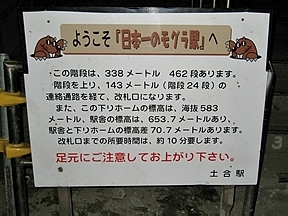 ようこそ『日本一のモグラ駅』へ
この階段は、338メートル 462段あります。
階段を上り、143メートル（階段24段）の
連絡通路を経て、改札口になります。
また、この下りホームの標高は、海抜583
メートル、駅舎の標高は、653.7メートルあり、
駅舎と下りホームの標高差70.7メートルあります。
改札口までの所要時間は、約10分要します。
足元にご注意してお上がり下さい。
土合駅